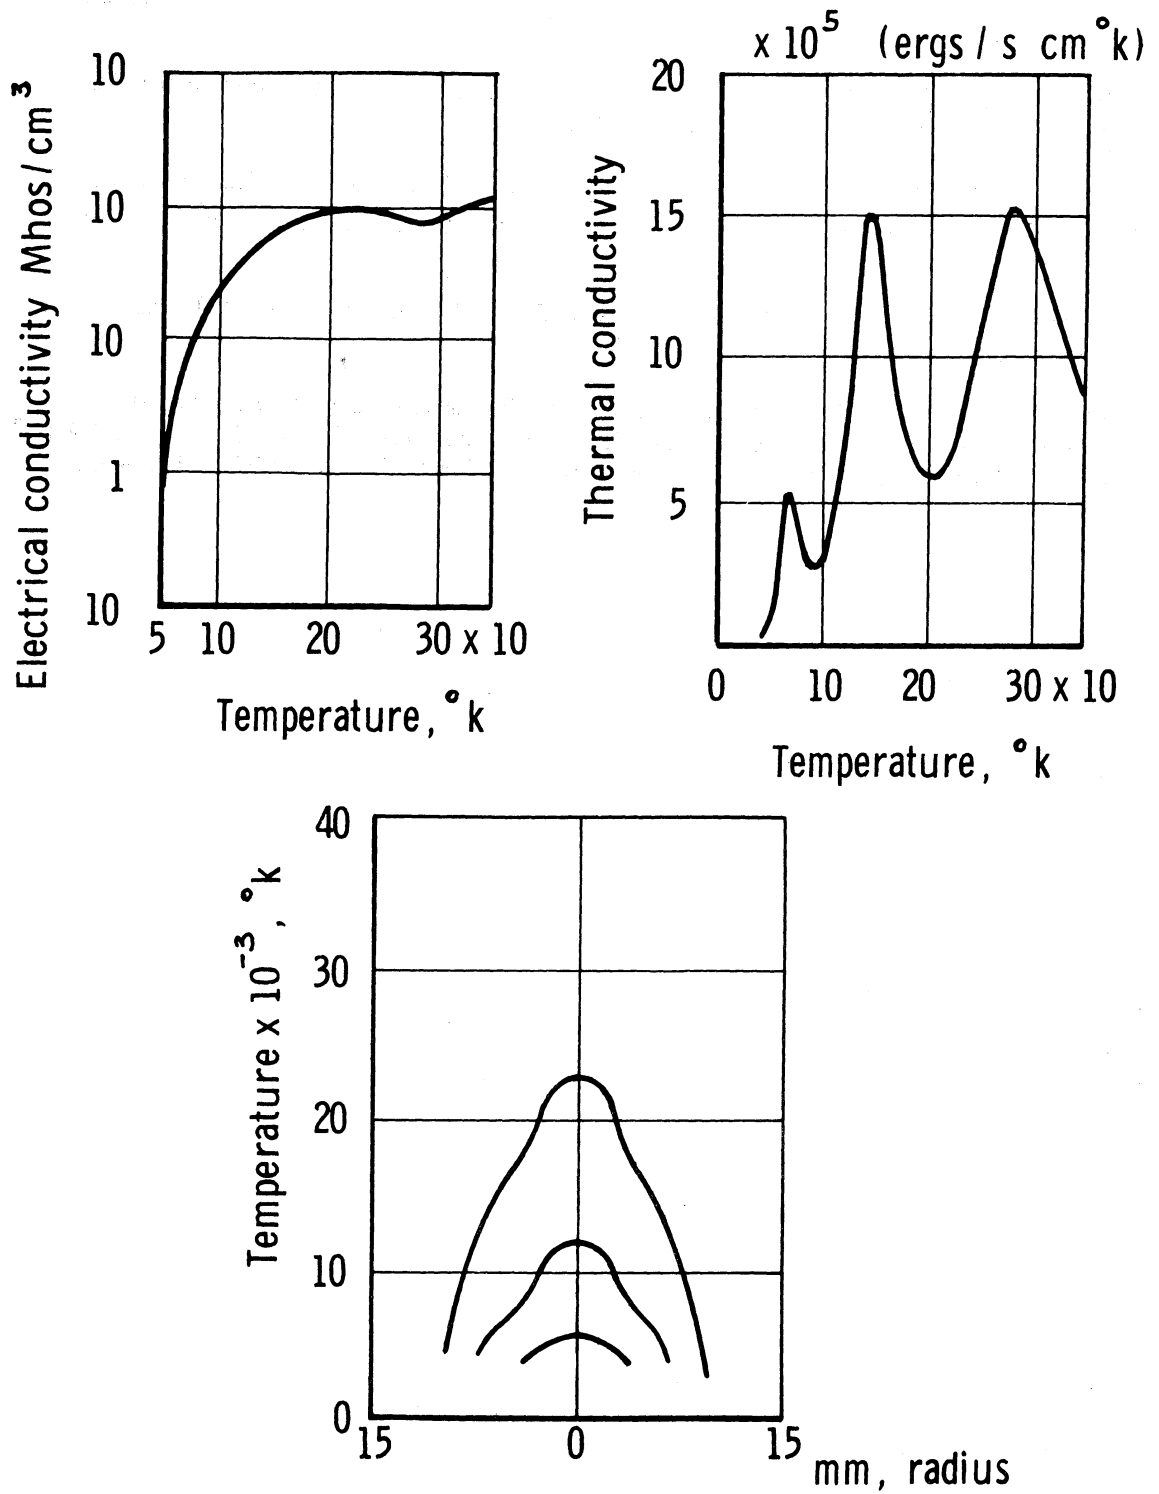 Electrical conductivity Mhos/cm³
10
10
10
1
10
5 10 20 30 x 10
Temperature, °k
x 10⁵ (ergs / s cm°k)
Thermal conductivity
20
15
10
5
0 10 20 30 x 10
Temperature, °k
Temperature x 10⁻³, °k
40
30
20
10
0
15 0 15
mm, radius